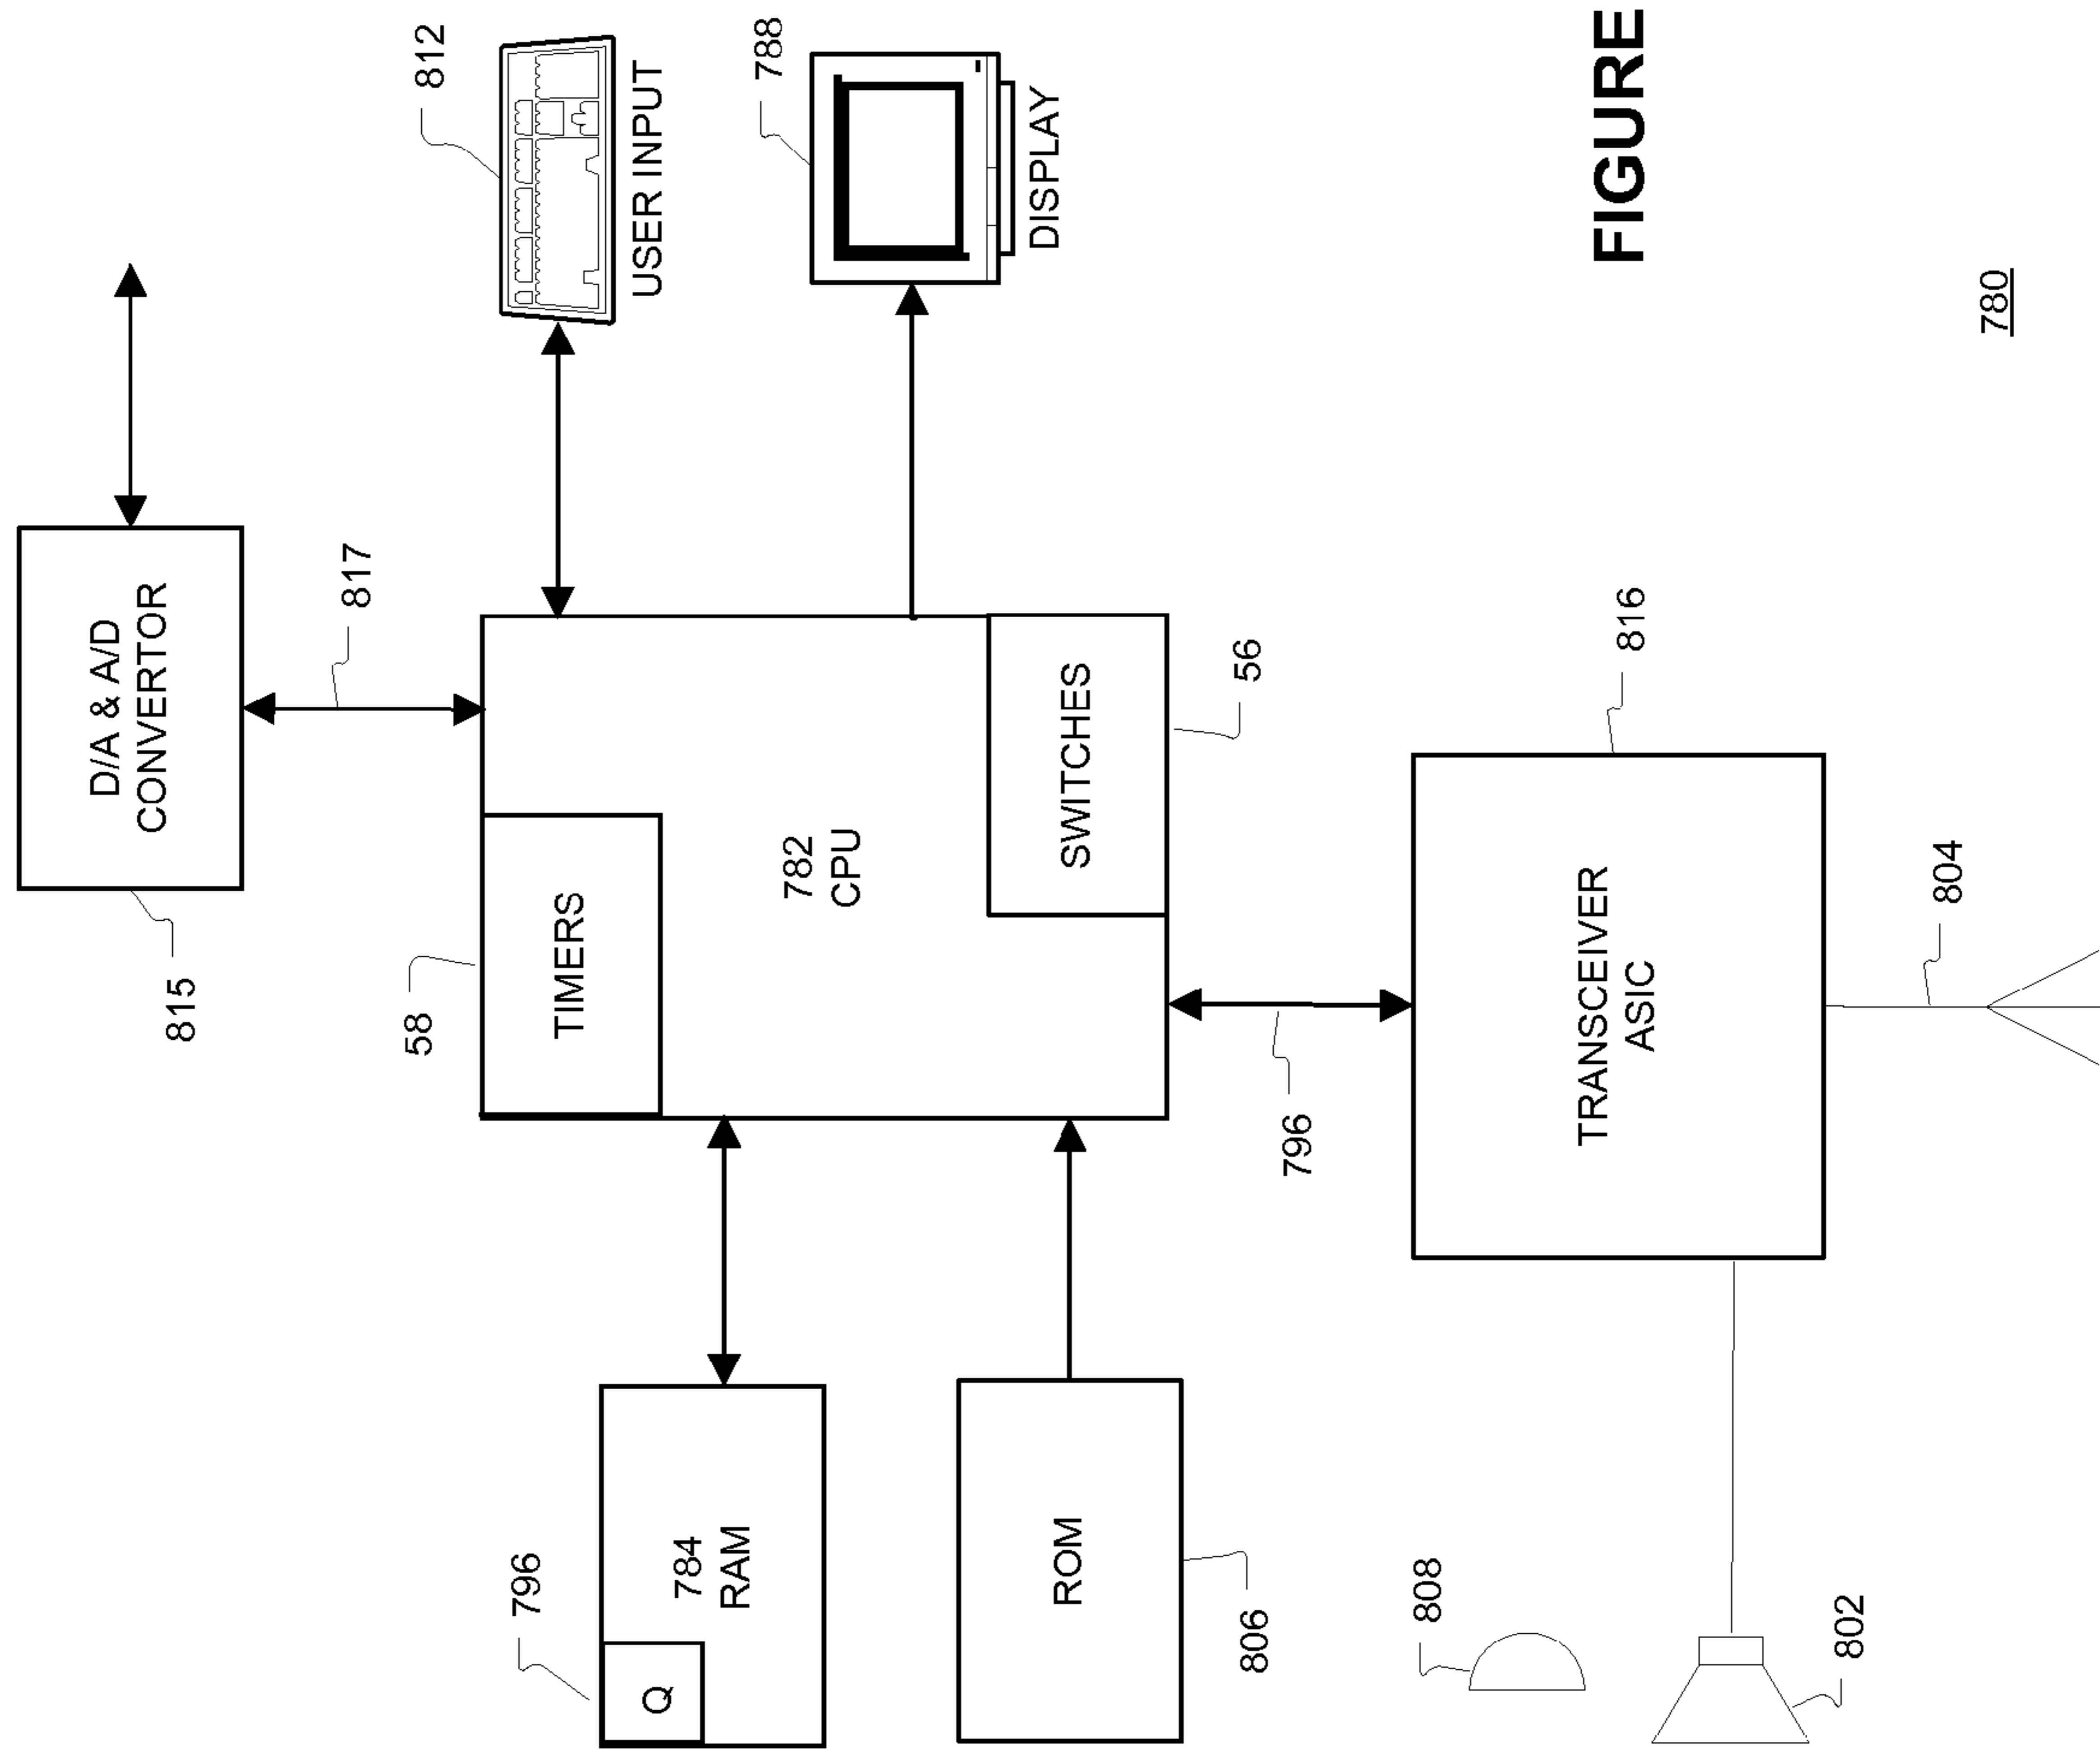 812
USER INPUT
788
DISPLAY
FIGURE
780
D/A & A/D
CONVERTOR
817
815
58
TIMERS
782
CPU
SWITCHES
56
816
796
TRANSCEIVER
ASIC
804
796
Q
784
RAM
ROM
806
808
802